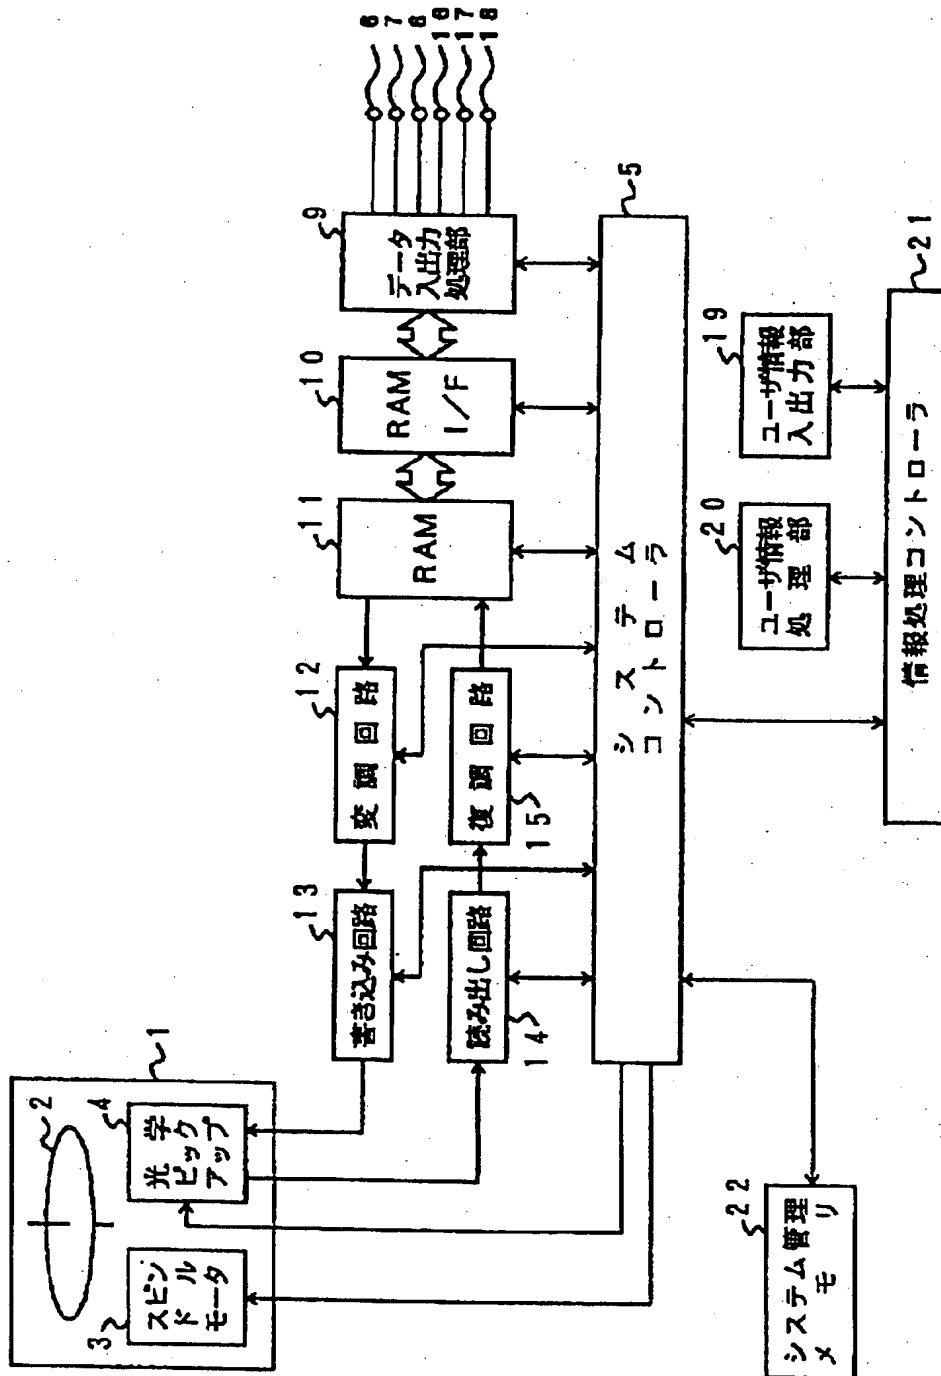 1
2
4
光学
ピック
アップ
3
スピン
ドル
モータ
13
書き込み回路
12
変調回路
11
RAM
10
RAM
I/F
9
データ
入出力
処理部
6
7
8
16
17
18
14
読み出し回路
15
復調回路
5
システム
コントローラ
22
システム管理
メモリ
20
ユーザ情報
処理部
19
ユーザ情報
入出力部
21
情報処理コントローラ